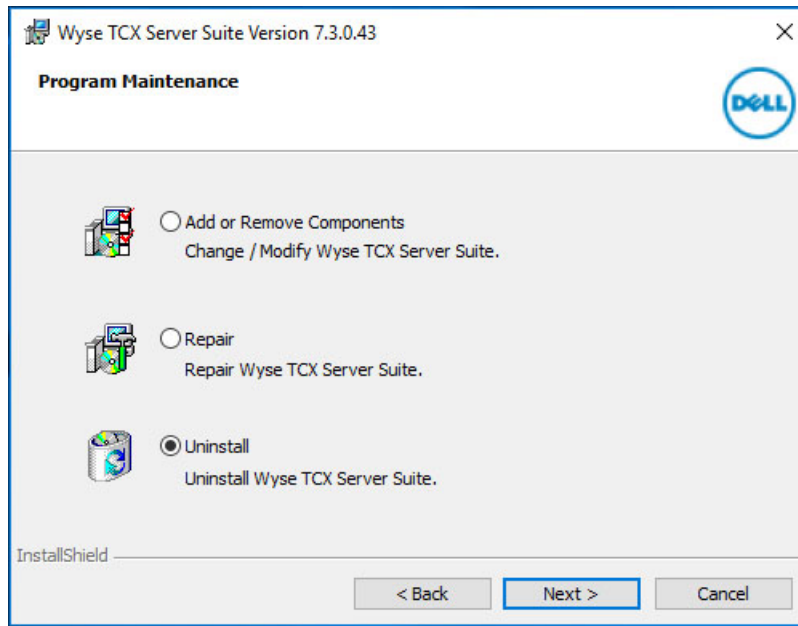 Wyse TCX Server Suite Version 7.3.0.43
Program Maintenance
DELL
Add or Remove Components
Change / Modify Wyse TCX Server Suite.
Repair
Repair Wyse TCX Server Suite.
Uninstall
Uninstall Wyse TCX Server Suite.
InstallShield
< Back Next > Cancel